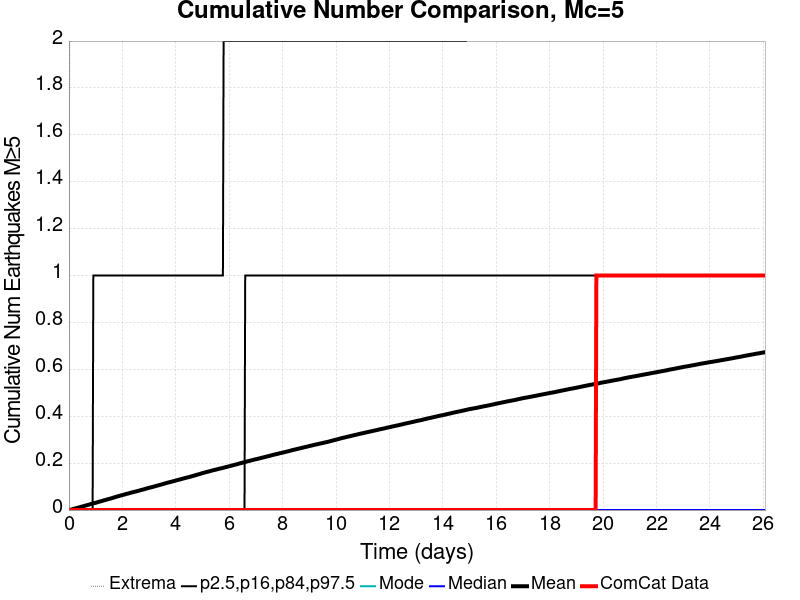 Cumulative Number Comparison, Mc=5
Cumulative Num Earthquakes M≥5
2
1.8
1.6
1.4
1.2
1
0.8
0.6
0.4
0.2
0
0 2 4 6 8 10 12 14 16 18 20 22 24 26
Time (days)
Extrema p2.5,p16,p84,p97.5 Mode Median Mean ComCat Data